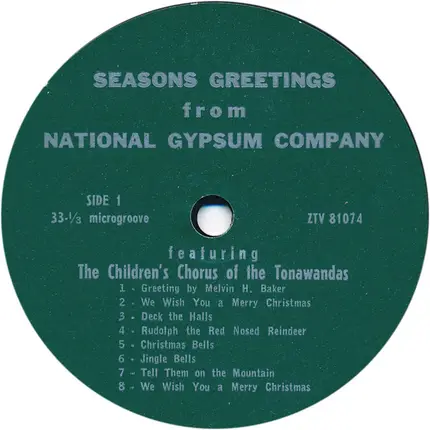 SEASONS GREETINGS
from
NATIONAL GYPSUM COMPANY
SIDE 1
33-⅓ microgroove
ZTV 81074
featuring
The Children's Chorus of the Tonawandas
1 - Greeting by Melvin H. Baker
2 - We Wish You a Merry Christmas
3 - Deck the Halls
4 - Rudolph the Red Nosed Reindeer
5 - Christmas Bells
6 - Jingle Bells
7 - Tell Them on the Mountain
8 - We Wish You a Merry Christmas